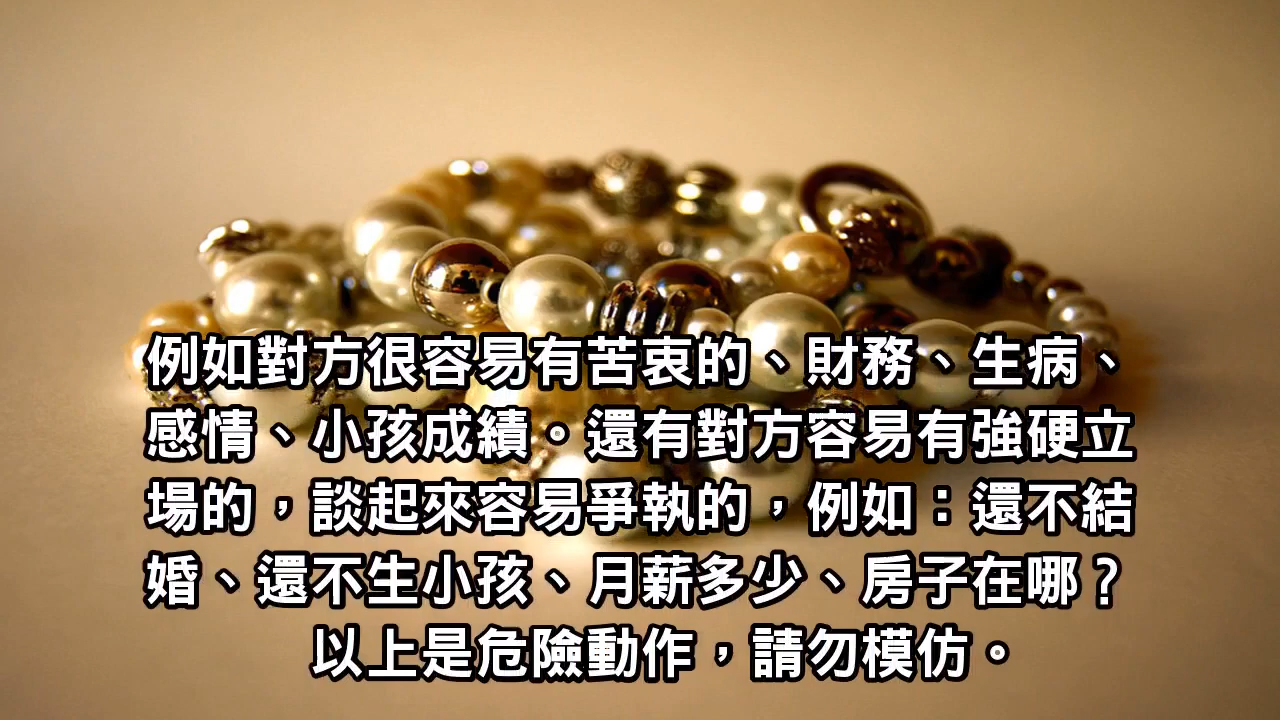 例如對方很容易有苦衷的、財務、生病、
感情、小孩成績。還有對方容易有強硬立
場的，談起來容易爭執的，例如：還不結
婚、還不生小孩、月薪多少、房子在哪？
以上是危險動作，請勿模仿。